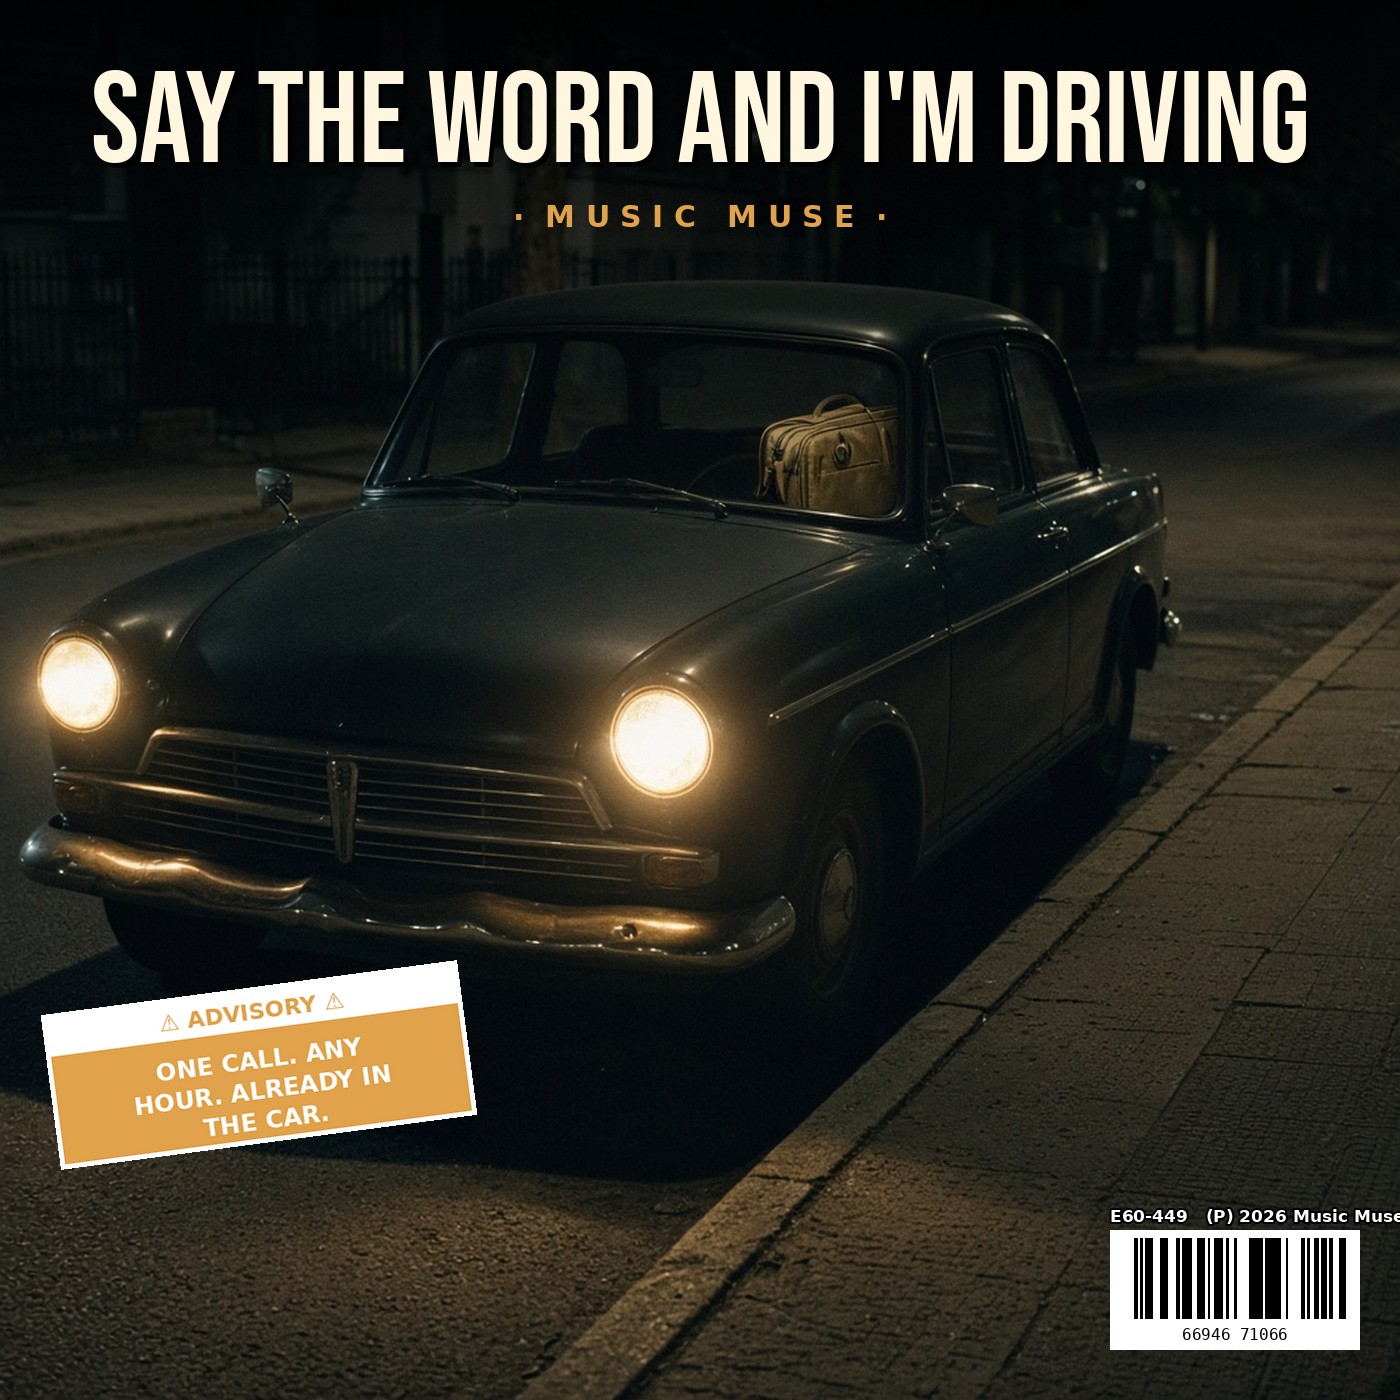 SAY THE WORD AND I'M DRIVING
· MUSIC MUSE ·
⚠ ADVISORY ⚠
ONE CALL. ANY
HOUR. ALREADY IN
THE CAR.
E60-449 (P) 2026 Music Muse
66946 71066